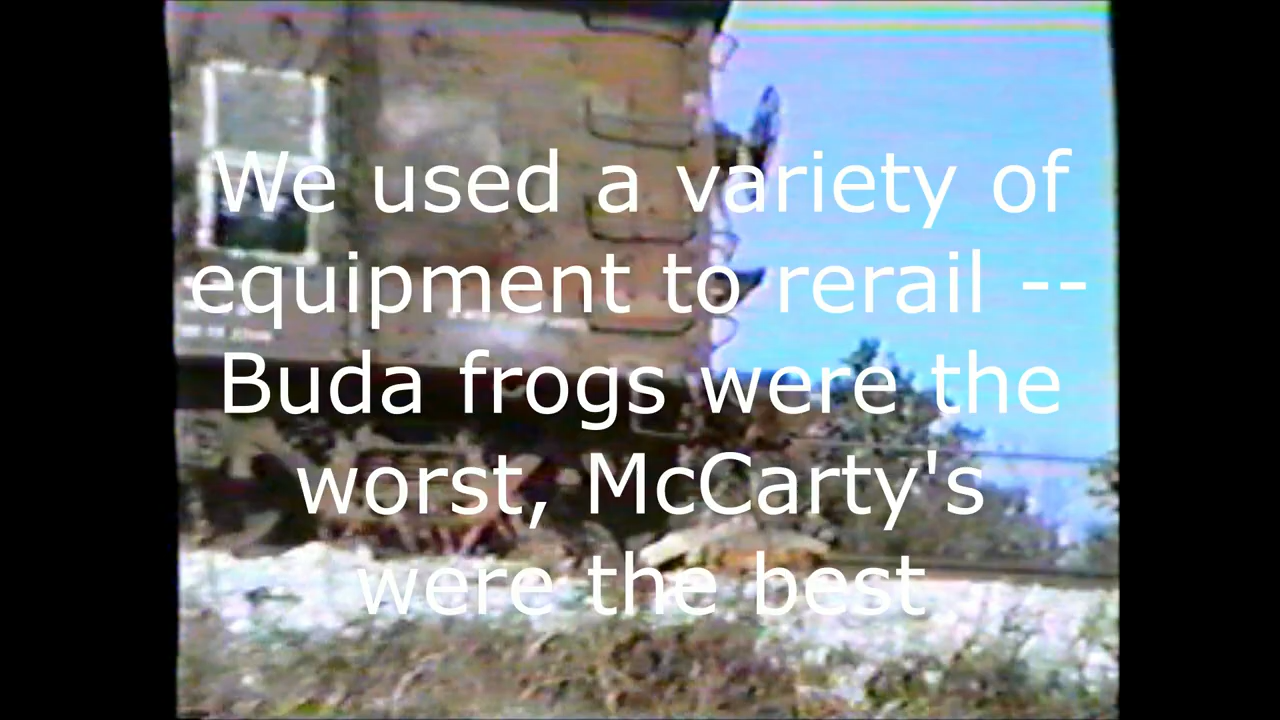 We used a variety of
equipment to rerail --
Buda frogs were the
worst, McCarty's
were the best